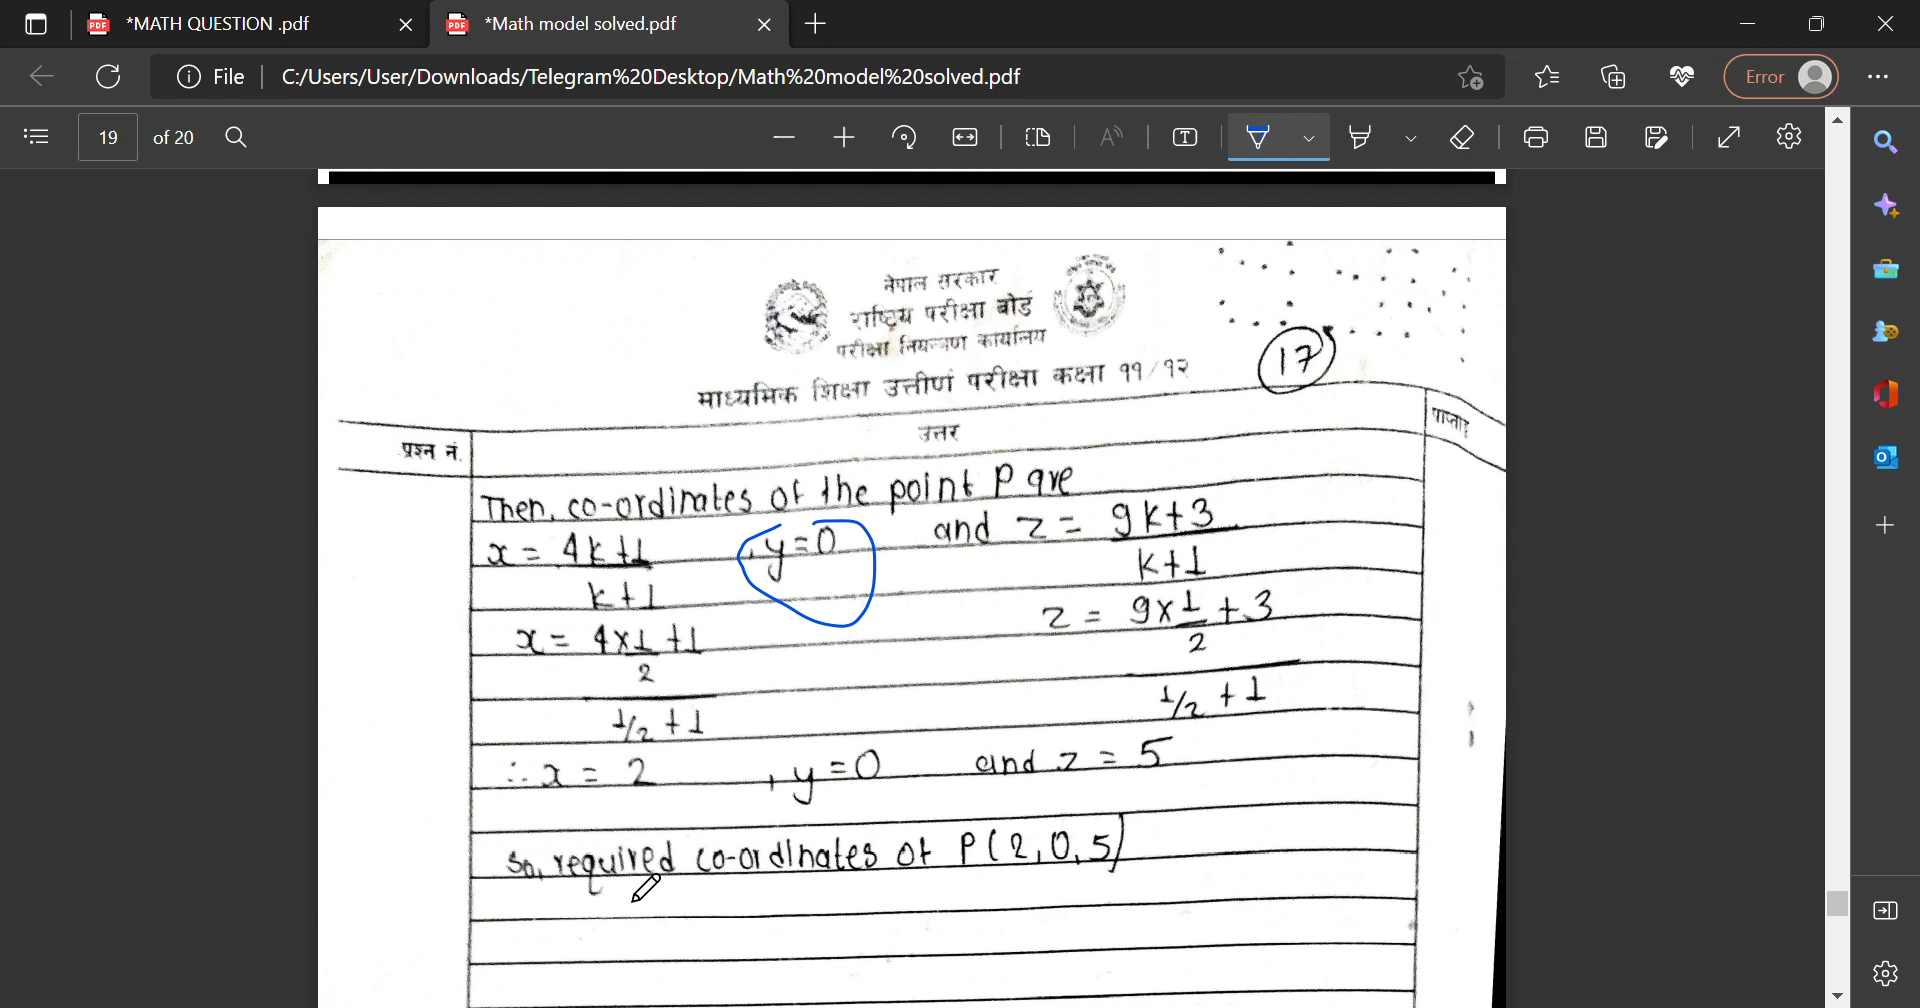 *MATH QUESTION .pdf
*Math model solved.pdf
File
C:/Users/User/Downloads/Telegram%20Desktop/Math%20model%20solved.pdf
Error
19 of 20
नेपाल सरकार
राष्ट्रिय परीक्षा बोर्ड
परीक्षा नियन्त्रण कार्यालय
माध्यमिक शिक्षा उत्तीर्ण परीक्षा कक्षा ११/१२
17
प्रश्न नं.
उत्तर
प्राप्ताङ्क
Then, co-ordinates of the point P are
x = 4k+1 , y=0 and z = 9k+3
k+1 k+1
x = 4×1/2 +1 z = 9×1/2 +3
1/2 +1 1/2 +1
∴ x = 2 , y=0 and z = 5
So, required co-ordinates of P(2,0,5)